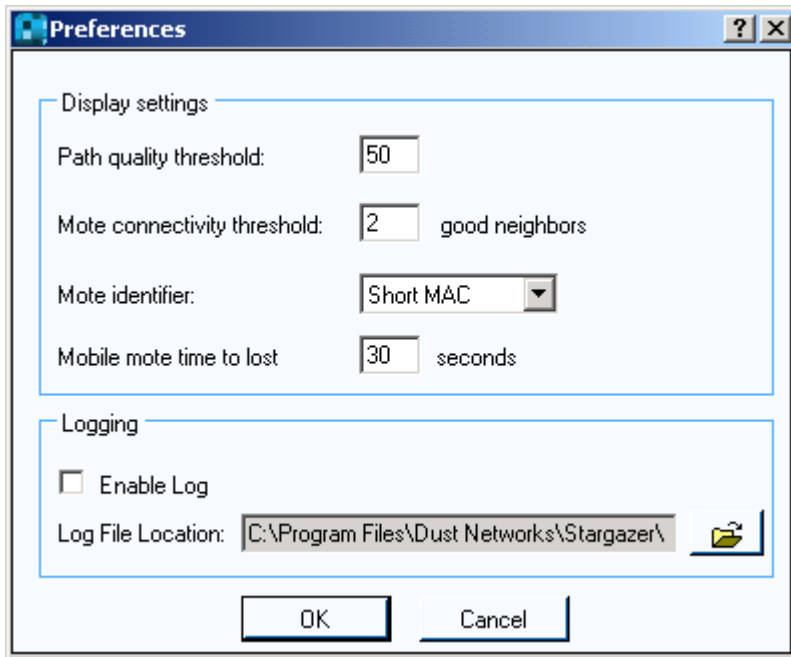 Preferences
Display settings
Path quality threshold: 50
Mote connectivity threshold: 2 good neighbors
Mote identifier: Short MAC
Mobile mote time to lost 30 seconds
Logging
Enable Log
Log File Location: C:\Program Files\Dust Networks\Stargazer\
OK Cancel